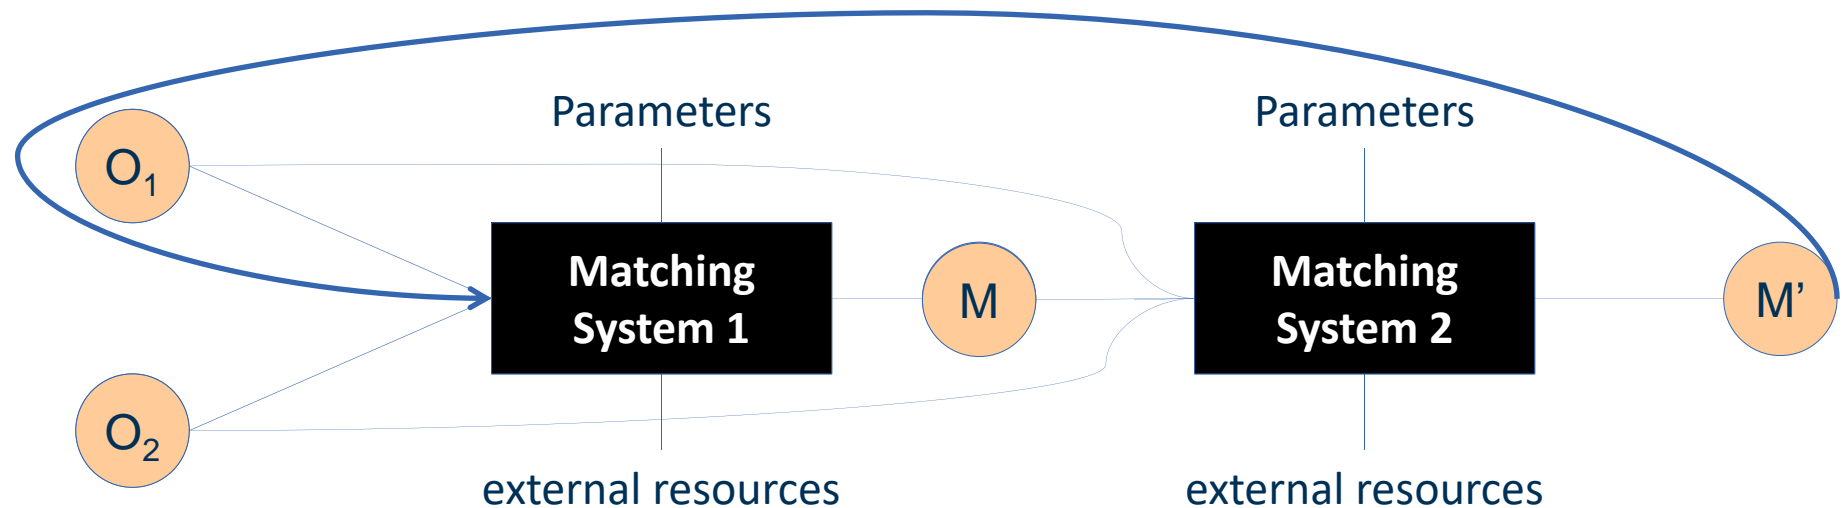 Parameters
Parameters
O₁
Matching
System 1
M
Matching
System 2
M’
O₂
external resources
external resources